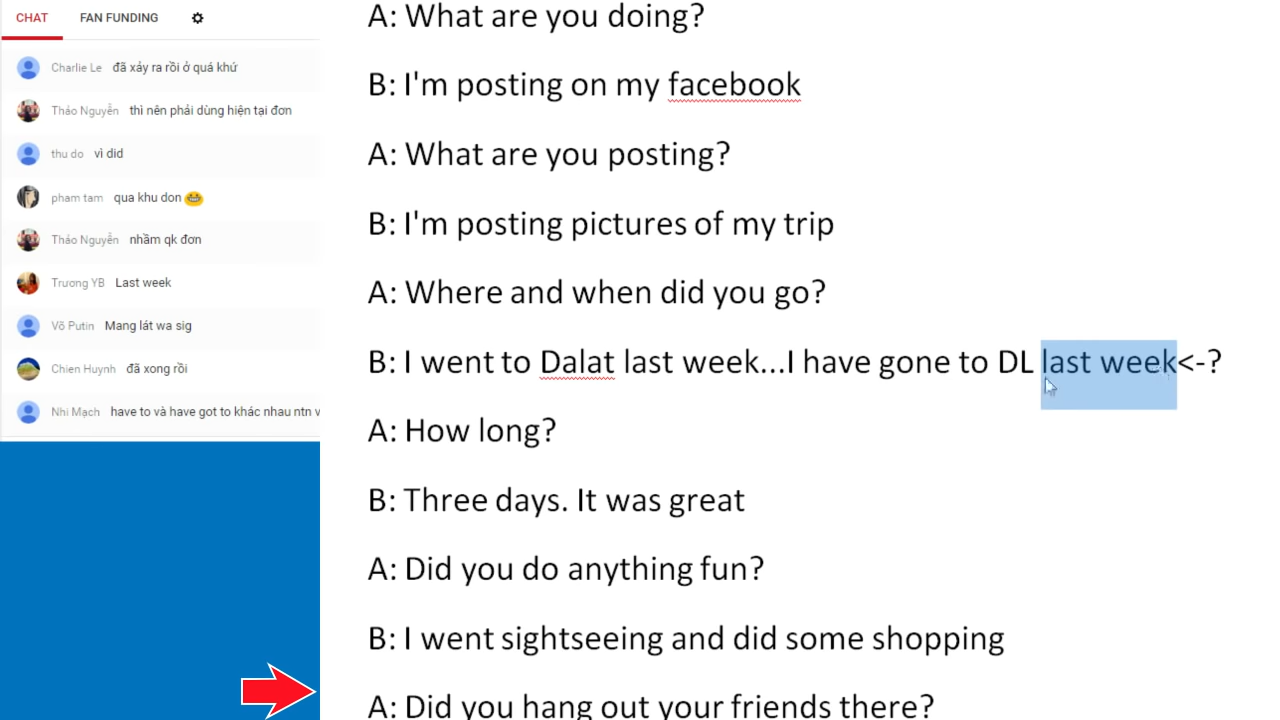 CHAT FAN FUNDING
Charlie Le đã xảy ra rồi ở quá khứ
Thảo Nguyễn thì nên phải dùng hiện tại đơn
thu do vì did
pham tam qua khu don
Thảo Nguyễn nhầm qk đơn
Trương YB Last week
Võ Putin Mang lát wa sig
Chien Huynh đã xong rồi
Nhi Mạch have to và have got to khác nhau ntn v
A: What are you doing?
B: I'm posting on my facebook
A: What are you posting?
B: I'm posting pictures of my trip
A: Where and when did you go?
B: I went to Dalat last week...I have gone to DL last week<-?
A: How long?
B: Three days. It was great
A: Did you do anything fun?
B: I went sightseeing and did some shopping
A: Did you hang out your friends there?